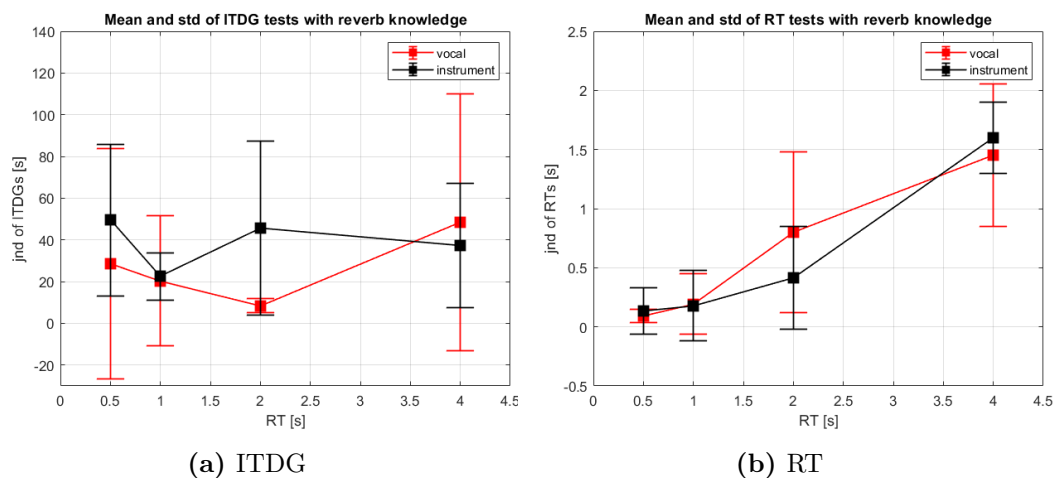 Mean and std of ITDG tests with reverb knowledge
140
120
100
80
60
40
20
0
-20
jnd of ITDGs [s]
0 0.5 1 1.5 2 2.5 3 3.5 4 4.5
RT [s]
vocal
instrument
(a) ITDG
Mean and std of RT tests with reverb knowledge
2.5
2
1.5
1
0.5
0
-0.5
jnd of RTs [s]
0 0.5 1 1.5 2 2.5 3 3.5 4 4.5
RT [s]
vocal
instrument
(b) RT